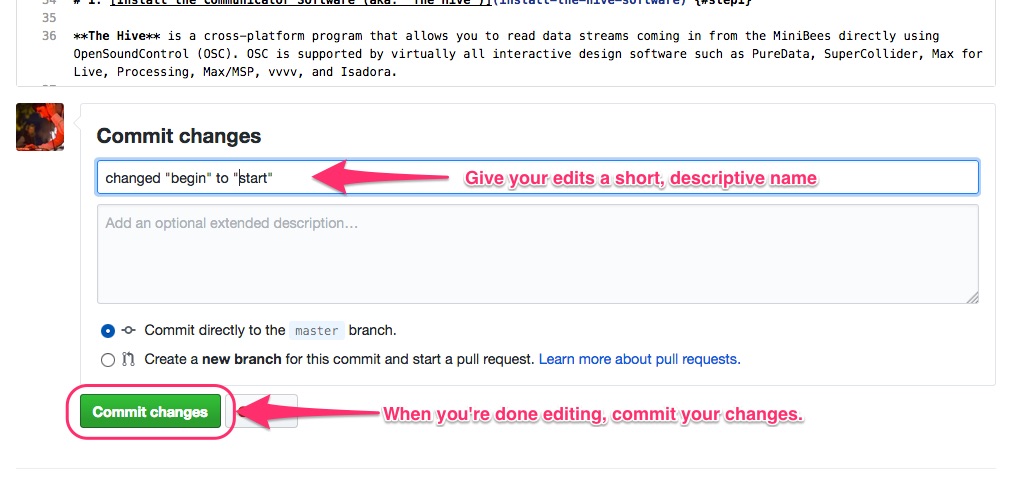 34 # 1. [Install the Communicator Software (aka. "The Hive")](install-the-hive-software) {#step1}
35
36 **The Hive** is a cross-platform program that allows you to read data streams coming in from the MiniBees directly using
OpenSoundControl (OSC). OSC is supported by virtually all interactive design software such as PureData, SuperCollider, Max for
Live, Processing, Max/MSP, vvvv, and Isadora.
Commit changes
changed "begin" to "start"
Give your edits a short, descriptive name
Add an optional extended description…
Commit directly to the master branch.
Create a new branch for this commit and start a pull request. Learn more about pull requests.
Commit changes
When you're done editing, commit your changes.